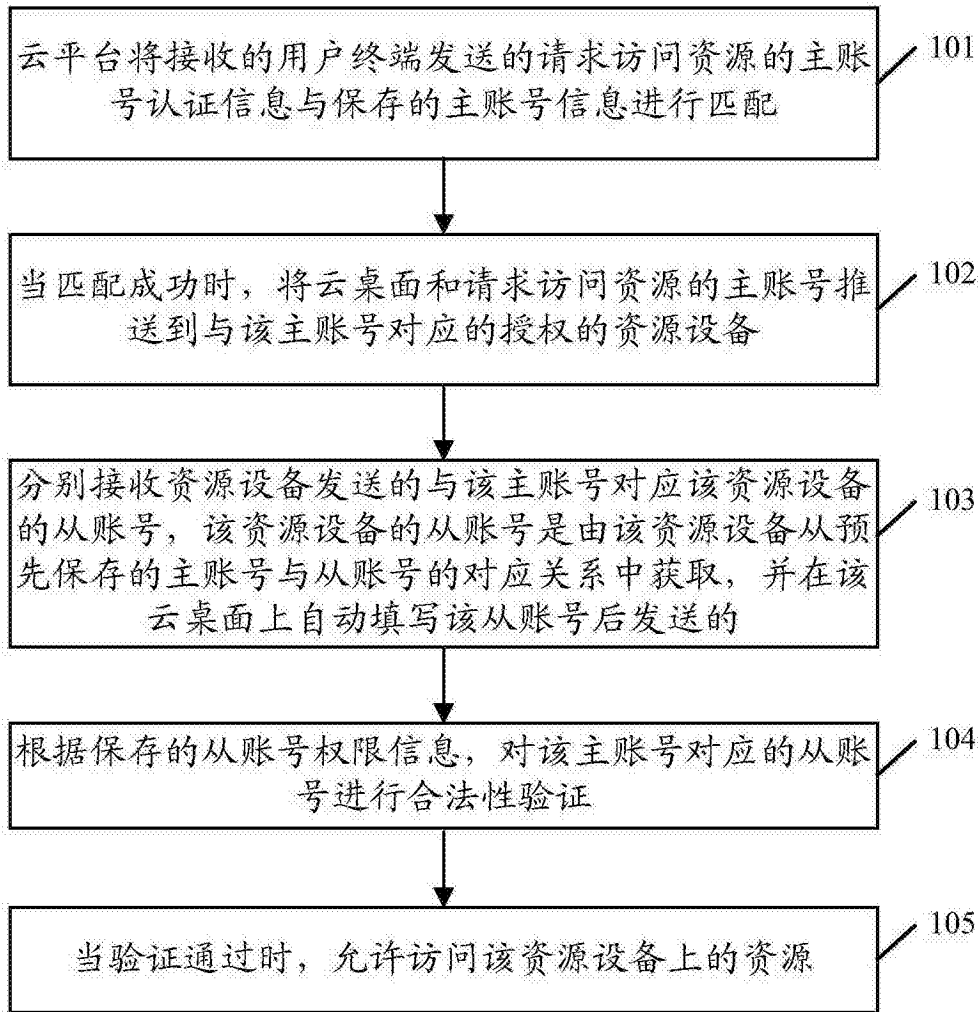 云平台将接收的用户终端发送的请求访问资源的主账
号认证信息与保存的主账号信息进行匹配
101
当匹配成功时，将云桌面和请求访问资源的主账号推
送到与该主账号对应的授权的资源设备
102
分别接收资源设备发送的与该主账号对应该资源设备
的从账号，该资源设备的从账号是由该资源设备从预
先保存的主账号与从账号的对应关系中获取，并在该
云桌面上自动填写该从账号后发送的
103
根据保存的从账号权限信息，对该主账号对应的从账
号进行合法性验证
104
当验证通过时，允许访问该资源设备上的资源
105